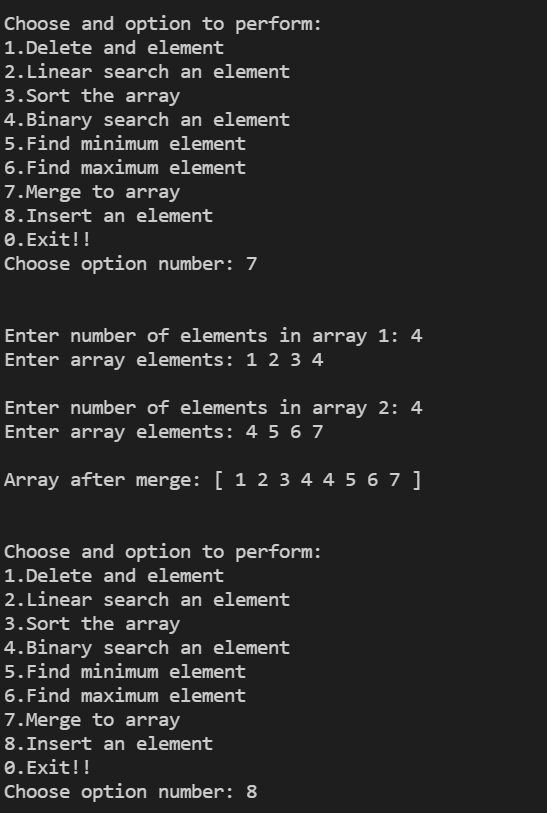 Choose and option to perform:
1.Delete and element
2.Linear search an element
3.Sort the array
4.Binary search an element
5.Find minimum element
6.Find maximum element
7.Merge to array
8.Insert an element
0.Exit!!
Choose option number: 7
Enter number of elements in array 1: 4
Enter array elements: 1 2 3 4
Enter number of elements in array 2: 4
Enter array elements: 4 5 6 7
Array after merge: [ 1 2 3 4 4 5 6 7 ]
Choose and option to perform:
1.Delete and element
2.Linear search an element
3.Sort the array
4.Binary search an element
5.Find minimum element
6.Find maximum element
7.Merge to array
8.Insert an element
0.Exit!!
Choose option number: 8